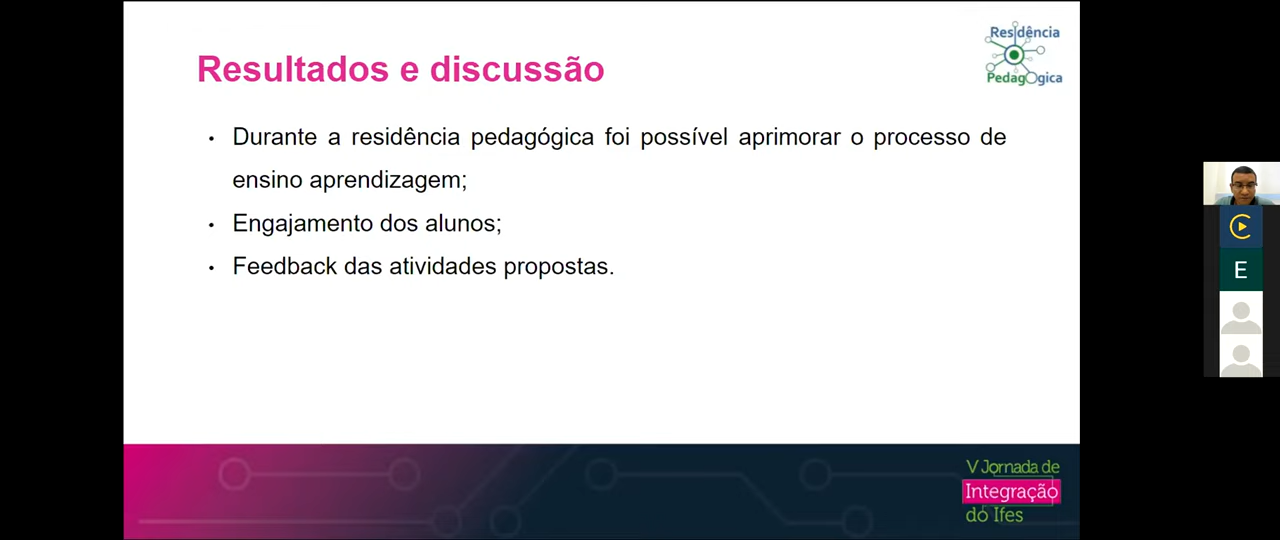 Resultados e discussão
Residência
Pedagógica
• Durante a residência pedagógica foi possível aprimorar o processo de
ensino aprendizagem;
• Engajamento dos alunos;
• Feedback das atividades propostas.
E
V Jornada de
Integração
do Ifes